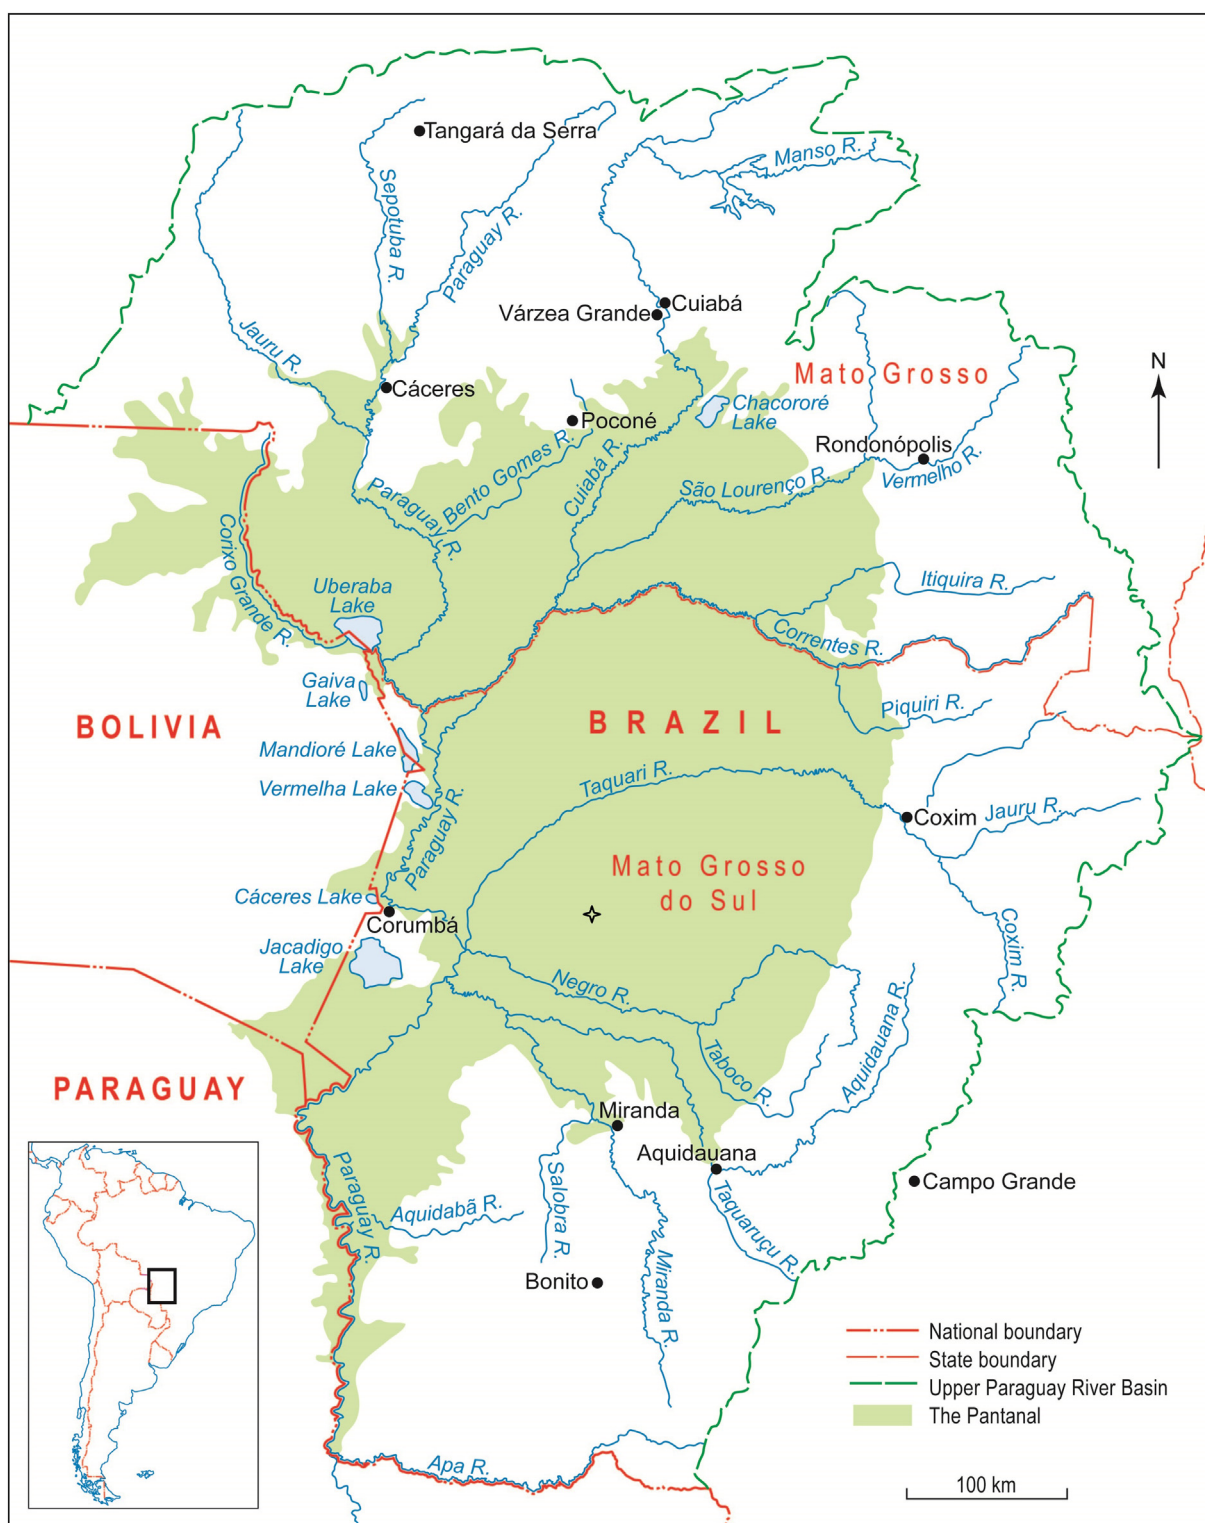 Tangará da Serra
Manso R.
Sepotuba R.
Paraguay R.
Cuiabá
Várzea Grande
Jauru R.
Mato Grosso
N
Cáceres
Chacororé
Lake
Poconé
Rondonópolis
Bento Gomes R.
Cuiabá R.
São Lourenço R.
Vermelho R.
Paraguay R.
Corixo Grande R.
Uberaba
Lake
Itiquira R.
Correntes R.
Gaiva
Lake
Piquiri R.
BOLIVIA
BRAZIL
Mandioré Lake
Taquari R.
Vermelha Lake
Paraguay R.
Coxim
Jauru R.
Mato Grosso
do Sul
Cáceres Lake
Corumbá
Jacadigo
Lake
Coxim R.
Negro R.
Aquidauana R.
Taboco R.
PARAGUAY
Miranda
Aquidauana
Paraguay R.
Salobra R.
Taquaruçu R.
Campo Grande
Aquidabã R.
Miranda R.
Bonito
National boundary
State boundary
Upper Paraguay River Basin
The Pantanal
Apa R.
100 km